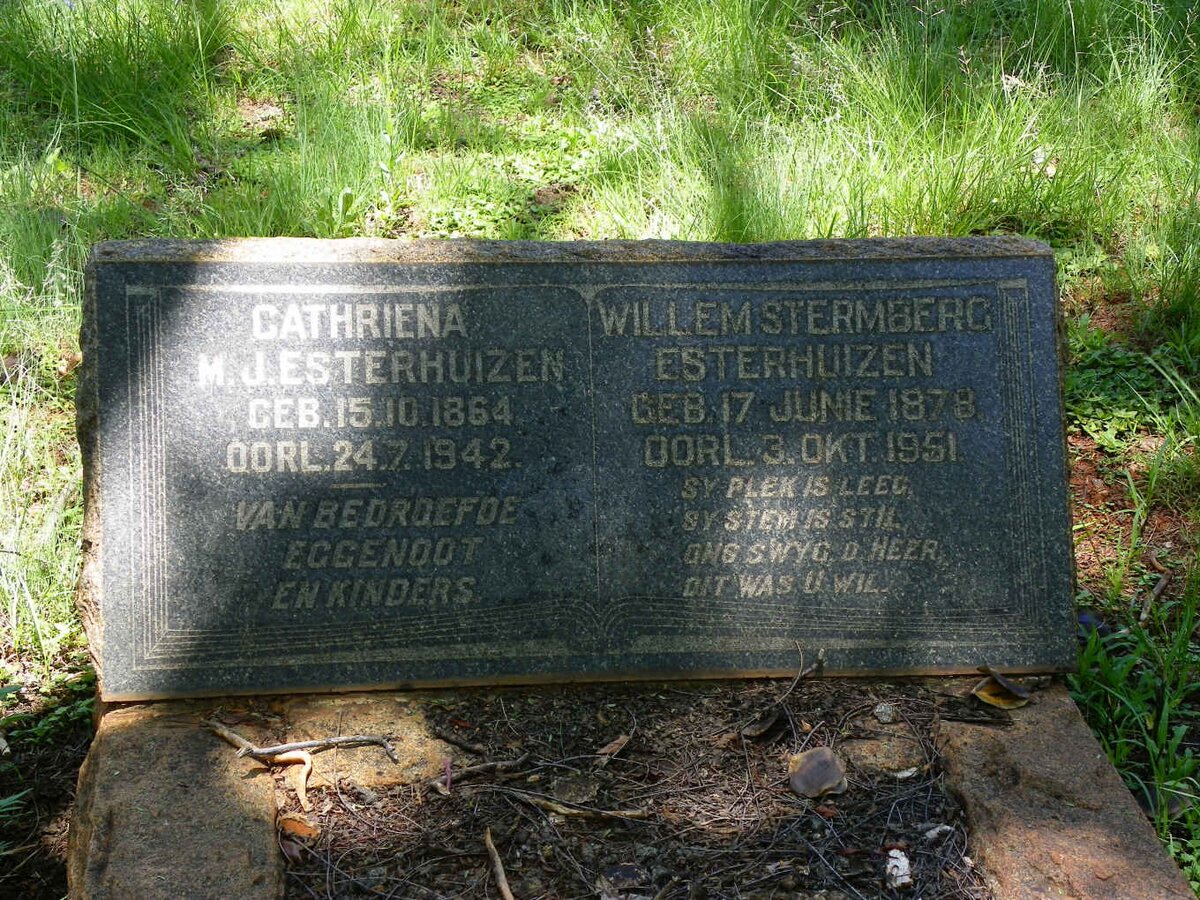 CATHRIENA
M. J. ESTERHUIZEN
GEB. 15.10.1864
OORL. 24.7.1942.
VAN BEDROEFDE
EGGENOOT
EN KINDERS.
WILLEM STERMBERG
ESTERHUIZEN
GEB. 17 JUNIE 1878.
OORL. 3. OKT. 1951.
SY PLEK IS LEEG,
SY STEM IS STIL,
ONS SWYG, O HEER,
DIT WAS U WIL.